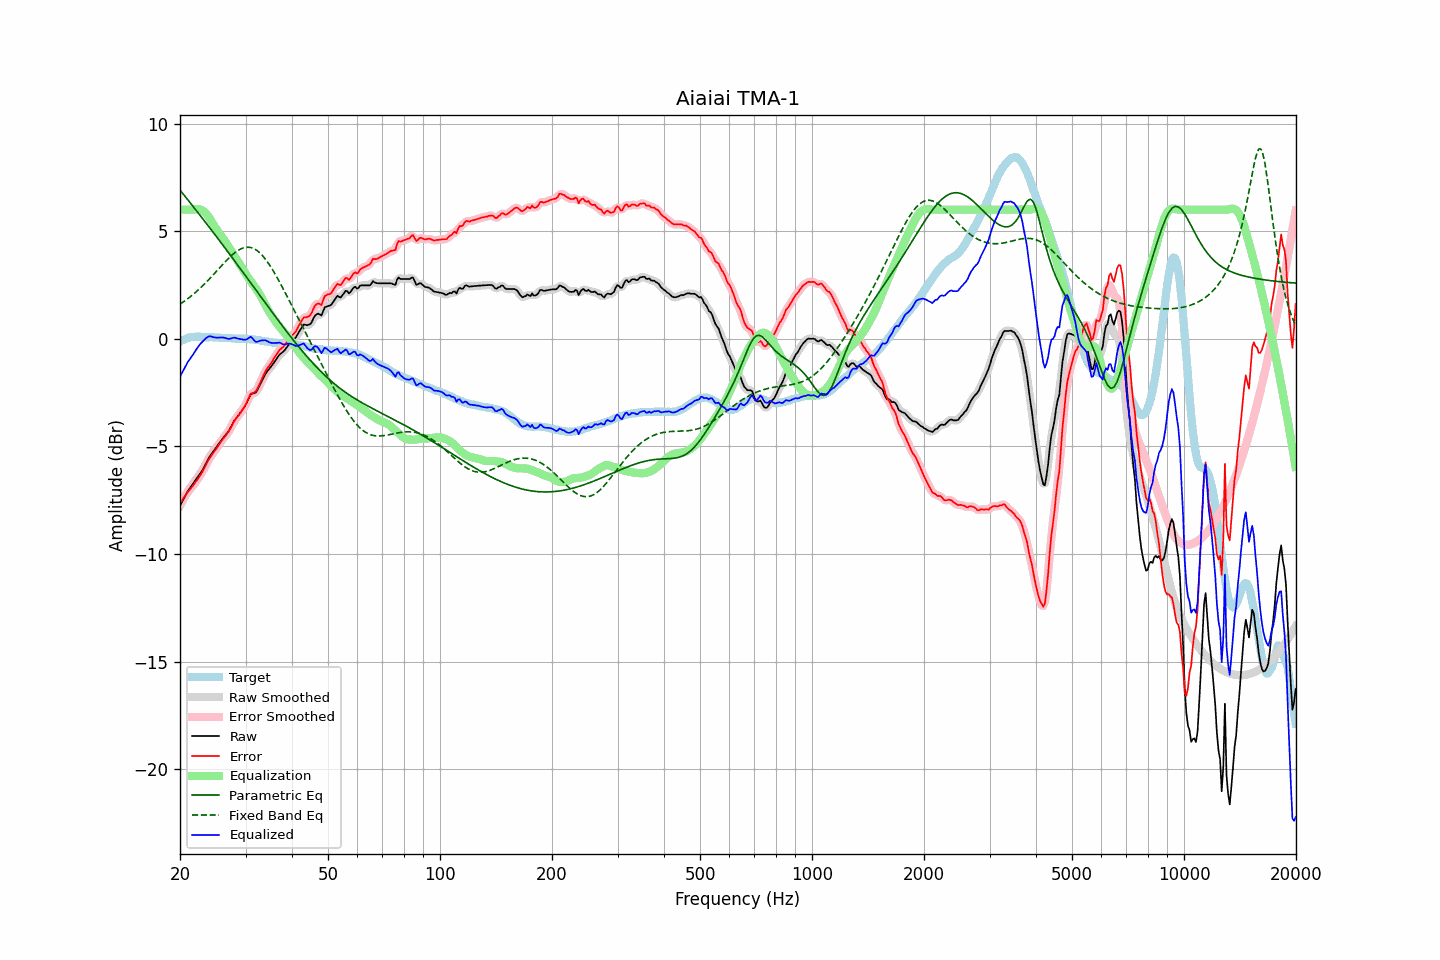 Aiaiai TMA-1
10
5
0
−5
−10
−15
−20
Amplitude (dBr)
Target
Raw Smoothed
Error Smoothed
Raw
Error
Equalization
Parametric Eq
Fixed Band Eq
Equalized
20 50 100 200 500 1000 2000 5000 10000 20000
Frequency (Hz)